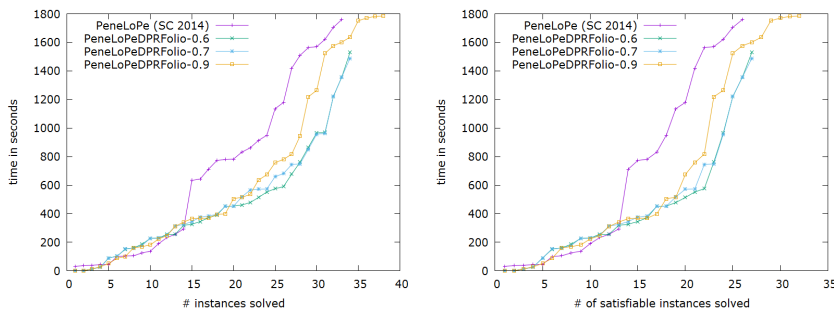 PeneLoPe (SC 2014)
PeneLoPeDPRFolio-0.6
PeneLoPeDPRFolio-0.7
PeneLoPeDPRFolio-0.9
time in seconds
1800
1600
1400
1200
1000
800
600
400
200
0
0 5 10 15 20 25 30 35 40
# instances solved
PeneLoPe (SC 2014)
PeneLoPeDPRFolio-0.6
PeneLoPeDPRFolio-0.7
PeneLoPeDPRFolio-0.9
time in seconds
1800
1600
1400
1200
1000
800
600
400
200
0
0 5 10 15 20 25 30 35
# of satisfiable instances solved